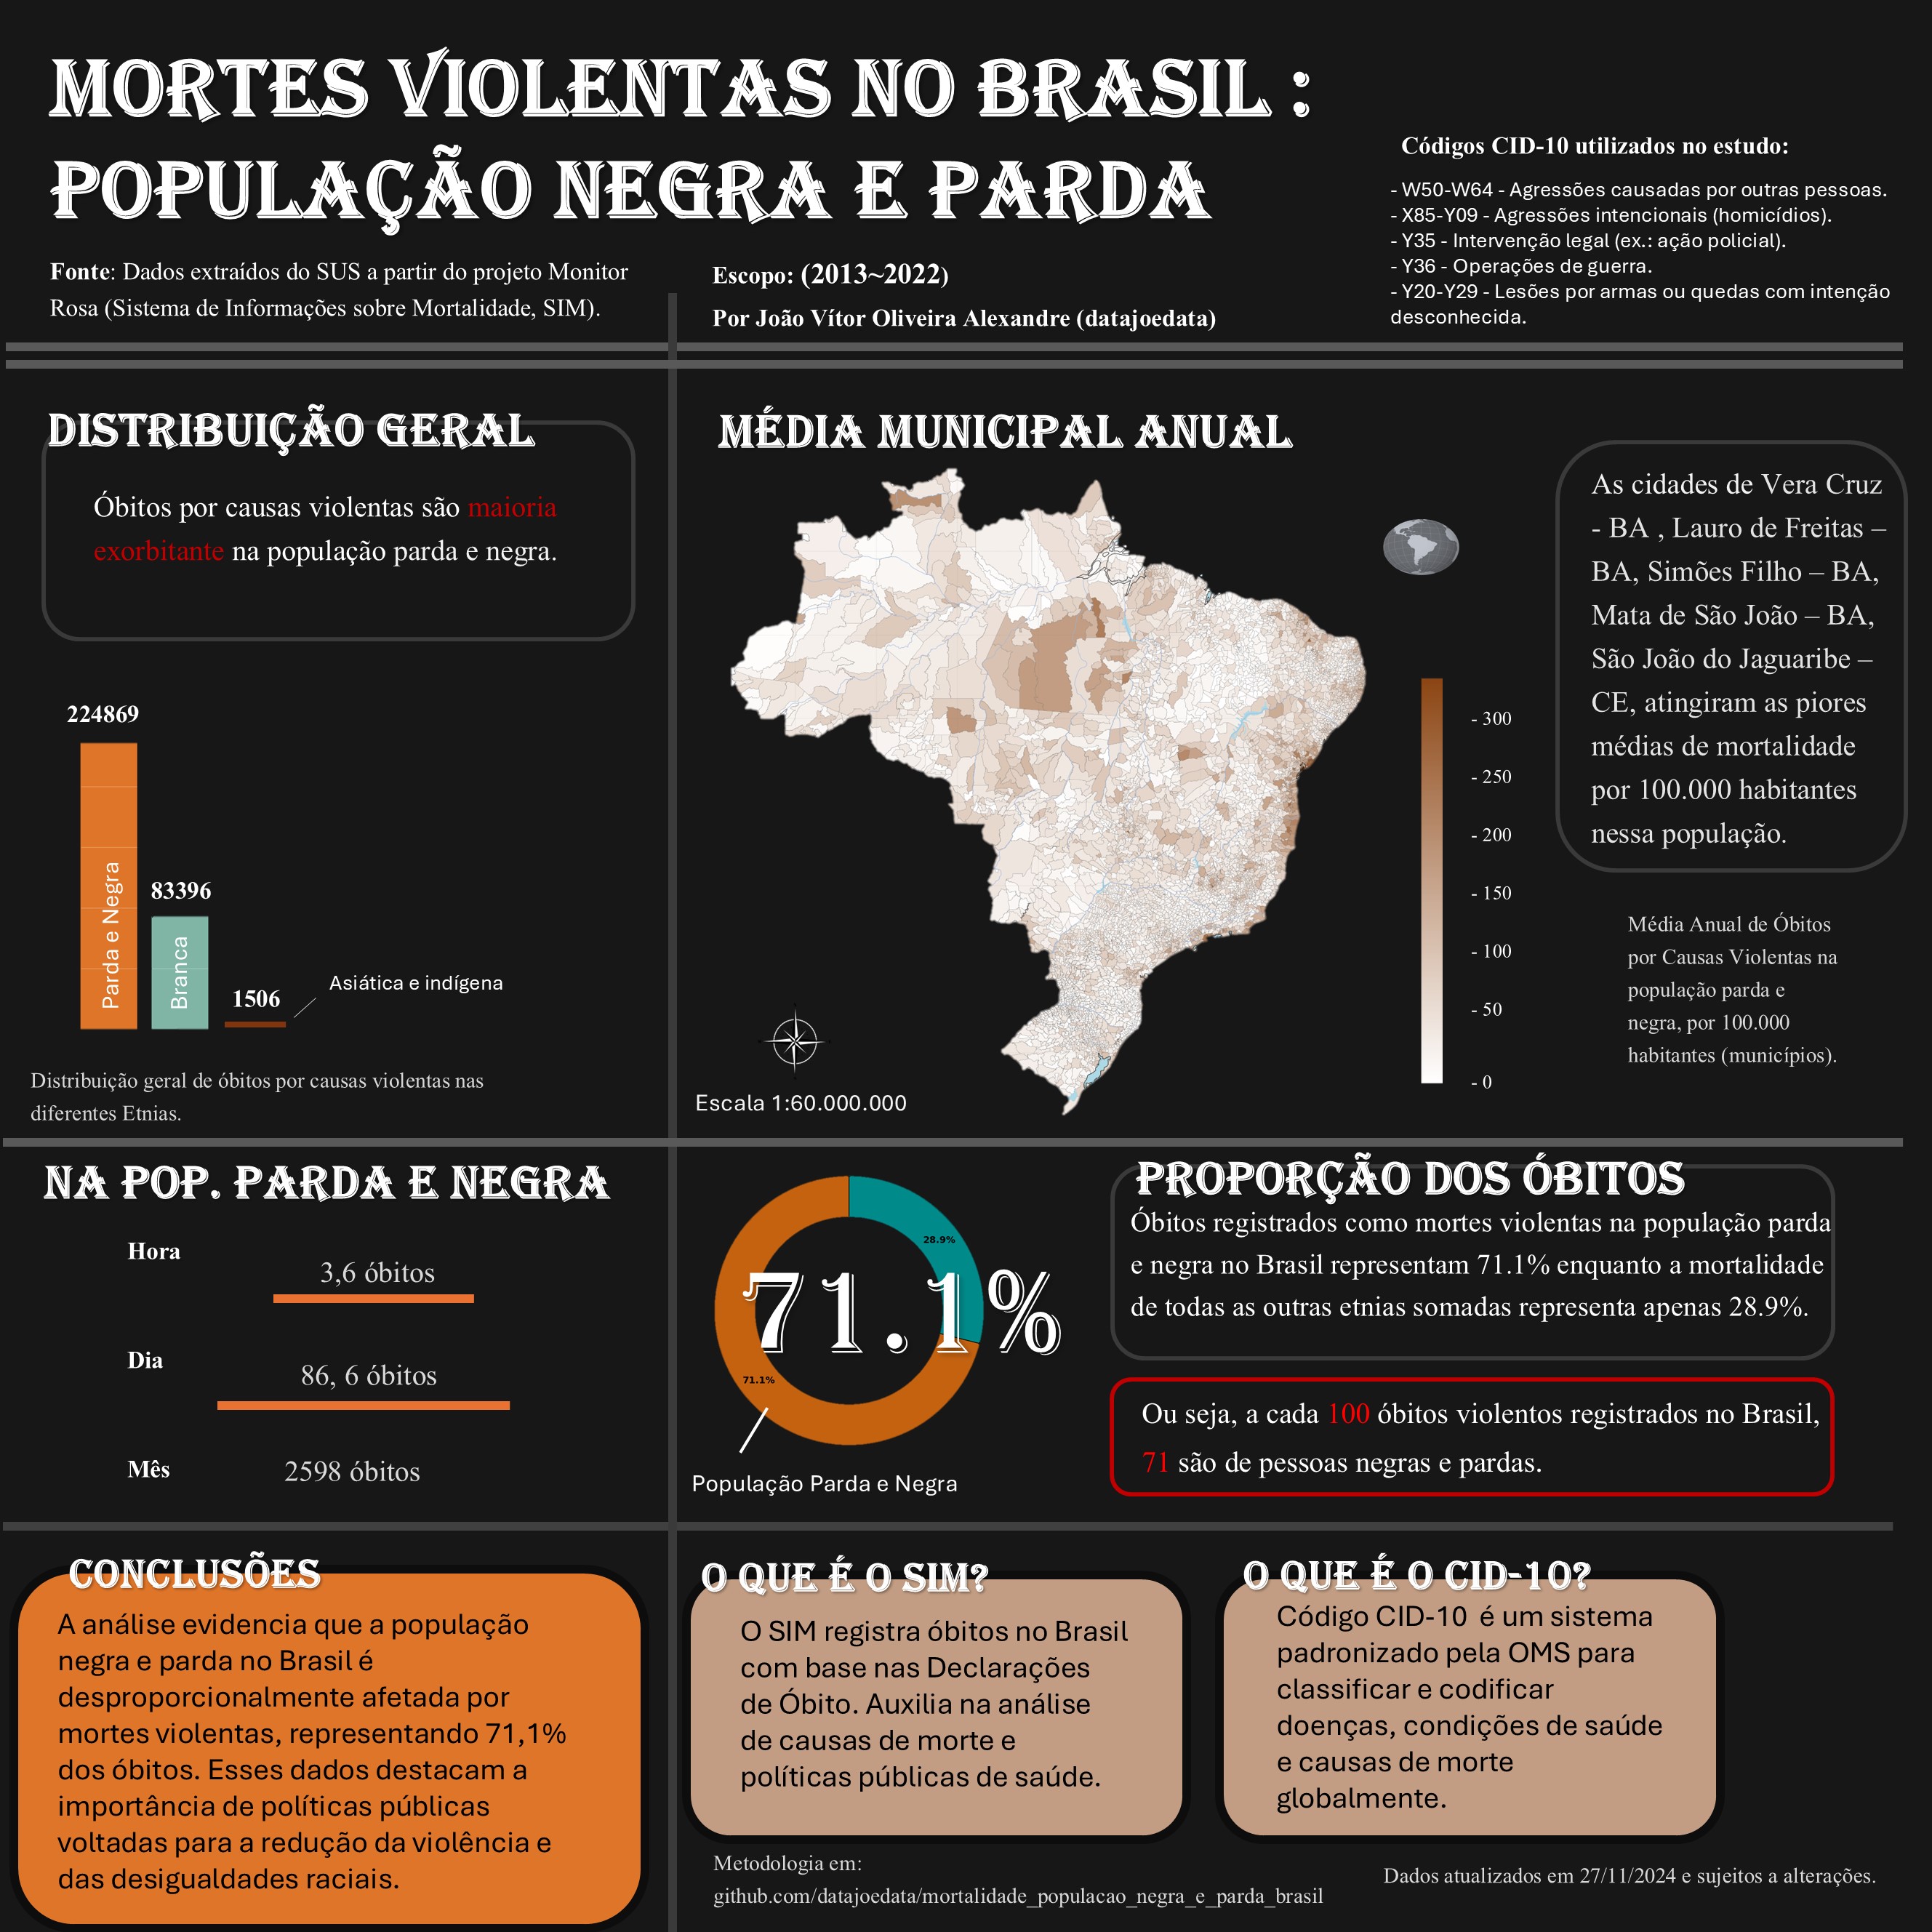 MORTES VIOLENTAS NO BRASIL :
POPULAÇÃO NEGRA E PARDA
Fonte: Dados extraídos do SUS a partir do projeto Monitor
Rosa (Sistema de Informações sobre Mortalidade, SIM).
Escopo: (2013~2022)
Por João Vítor Oliveira Alexandre (datajoedata)
Códigos CID-10 utilizados no estudo:
- W50-W64 - Agressões causadas por outras pessoas.
- X85-Y09 - Agressões intencionais (homicídios).
- Y35 - Intervenção legal (ex.: ação policial).
- Y36 - Operações de guerra.
- Y20-Y29 - Lesões por armas ou quedas com intenção
desconhecida.
DISTRIBUIÇÃO GERAL
Óbitos por causas violentas são maioria
exorbitante na população parda e negra.
224869
Parda e Negra
83396
Branca
1506
Asiática e indígena
Distribuição geral de óbitos por causas violentas nas
diferentes Etnias.
MÉDIA MUNICIPAL ANUAL
Escala 1:60.000.000
- 300
- 250
- 200
- 150
- 100
- 50
- 0
As cidades de Vera Cruz
- BA , Lauro de Freitas –
BA, Simões Filho – BA,
Mata de São João – BA,
São João do Jaguaribe –
CE, atingiram as piores
médias de mortalidade
por 100.000 habitantes
nessa população.
Média Anual de Óbitos
por Causas Violentas na
população parda e
negra, por 100.000
habitantes (municípios).
NA POP. PARDA E NEGRA
Hora
3,6 óbitos
Dia
86, 6 óbitos
Mês
2598 óbitos
28.9%
71.1%
71.1%
População Parda e Negra
PROPORÇÃO DOS ÓBITOS
Óbitos registrados como mortes violentas na população parda
e negra no Brasil representam 71.1% enquanto a mortalidade
de todas as outras etnias somadas representa apenas 28.9%.
Ou seja, a cada 100 óbitos violentos registrados no Brasil,
71 são de pessoas negras e pardas.
CONCLUSÕES
A análise evidencia que a população
negra e parda no Brasil é
desproporcionalmente afetada por
mortes violentas, representando 71,1%
dos óbitos. Esses dados destacam a
importância de políticas públicas
voltadas para a redução da violência e
das desigualdades raciais.
O QUE É O SIM?
O SIM registra óbitos no Brasil
com base nas Declarações
de Óbito. Auxilia na análise
de causas de morte e
políticas públicas de saúde.
O QUE É O CID-10?
Código CID-10 é um sistema
padronizado pela OMS para
classificar e codificar
doenças, condições de saúde
e causas de morte
globalmente.
Metodologia em:
github.com/datajoedata/mortalidade_populacao_negra_e_parda_brasil
Dados atualizados em 27/11/2024 e sujeitos a alterações.